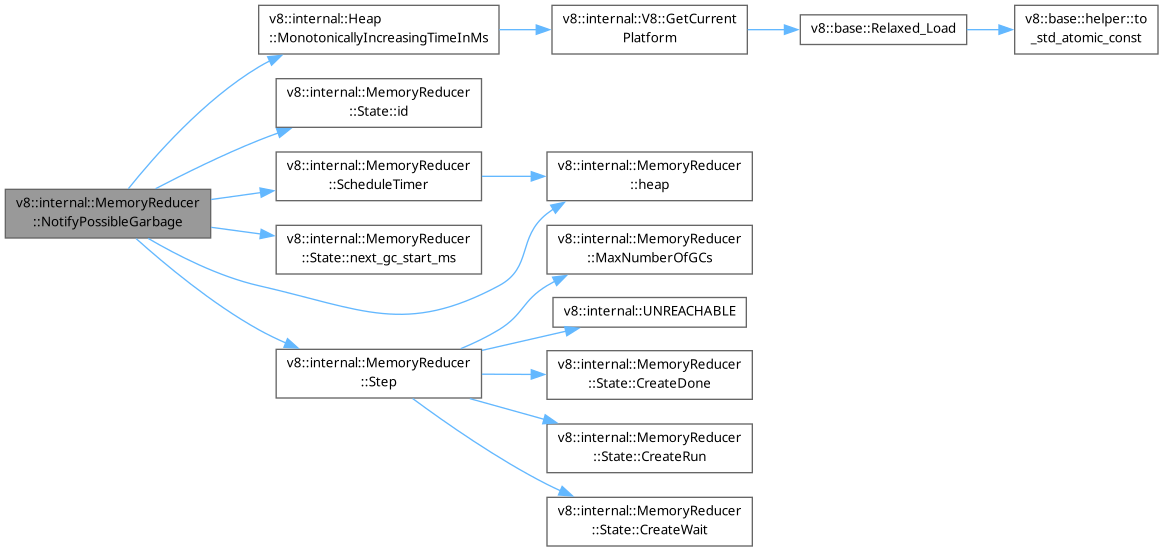 v8::internal::Heap
::MonotonicallyIncreasingTimeInMs
v8::internal::V8::GetCurrent
Platform
v8::base::Relaxed_Load
v8::base::helper::to
_std_atomic_const
v8::internal::MemoryReducer
::State::id
v8::internal::MemoryReducer
::ScheduleTimer
v8::internal::MemoryReducer
::heap
v8::internal::MemoryReducer
::NotifyPossibleGarbage
v8::internal::MemoryReducer
::State::next_gc_start_ms
v8::internal::MemoryReducer
::MaxNumberOfGCs
v8::internal::UNREACHABLE
v8::internal::MemoryReducer
::Step
v8::internal::MemoryReducer
::State::CreateDone
v8::internal::MemoryReducer
::State::CreateRun
v8::internal::MemoryReducer
::State::CreateWait